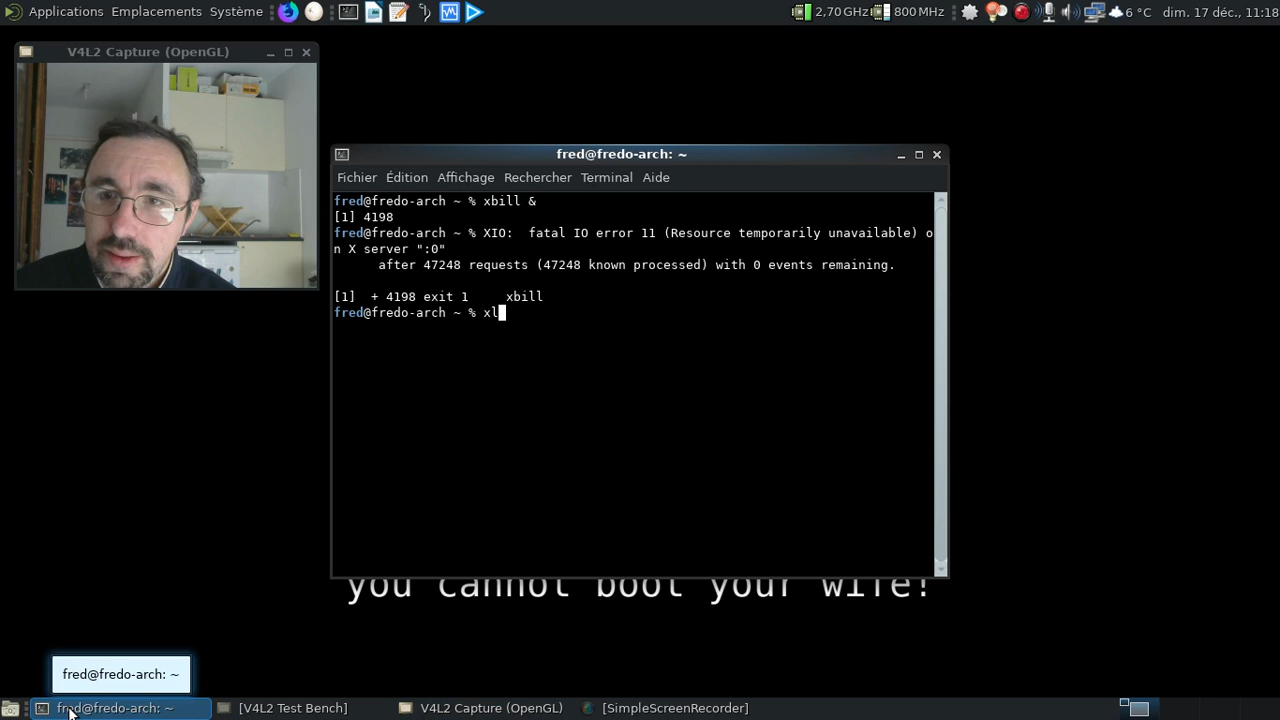 Applications Emplacements Système 2,70 GHz 800 MHz 6 °C dim. 17 déc., 11:18
V4L2 Capture (OpenGL)
fred@fredo-arch: ~
Fichier Édition Affichage Rechercher Terminal Aide
fred@fredo-arch ~ % xbill &
[1] 4198
fred@fredo-arch ~ % XIO:  fatal IO error 11 (Resource temporarily unavailable) o
n X server ":0"
      after 47248 requests (47248 known processed) with 0 events remaining.
[1]  + 4198 exit 1     xbill
fred@fredo-arch ~ % xl
you cannot boot your wife!
fred@fredo-arch: ~
fred@fredo-arch: ~ [V4L2 Test Bench] V4L2 Capture (OpenGL) [SimpleScreenRecorder]